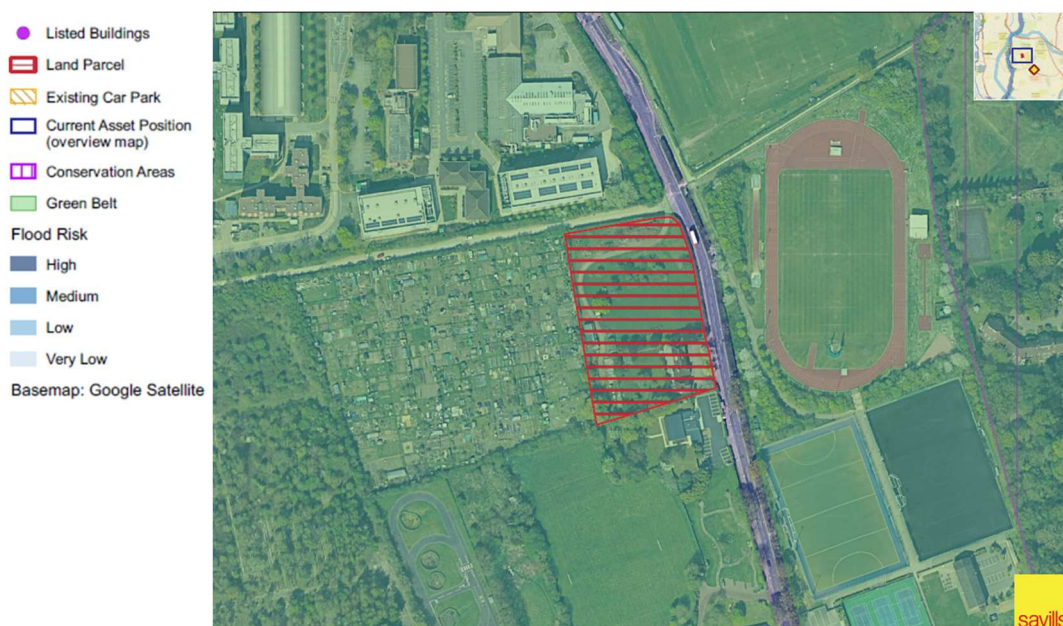 Listed Buildings
Land Parcel
Existing Car Park
Current Asset Position
(overview map)
Conservation Areas
Green Belt
Flood Risk
High
Medium
Low
Very Low
Basemap: Google Satellite
savills